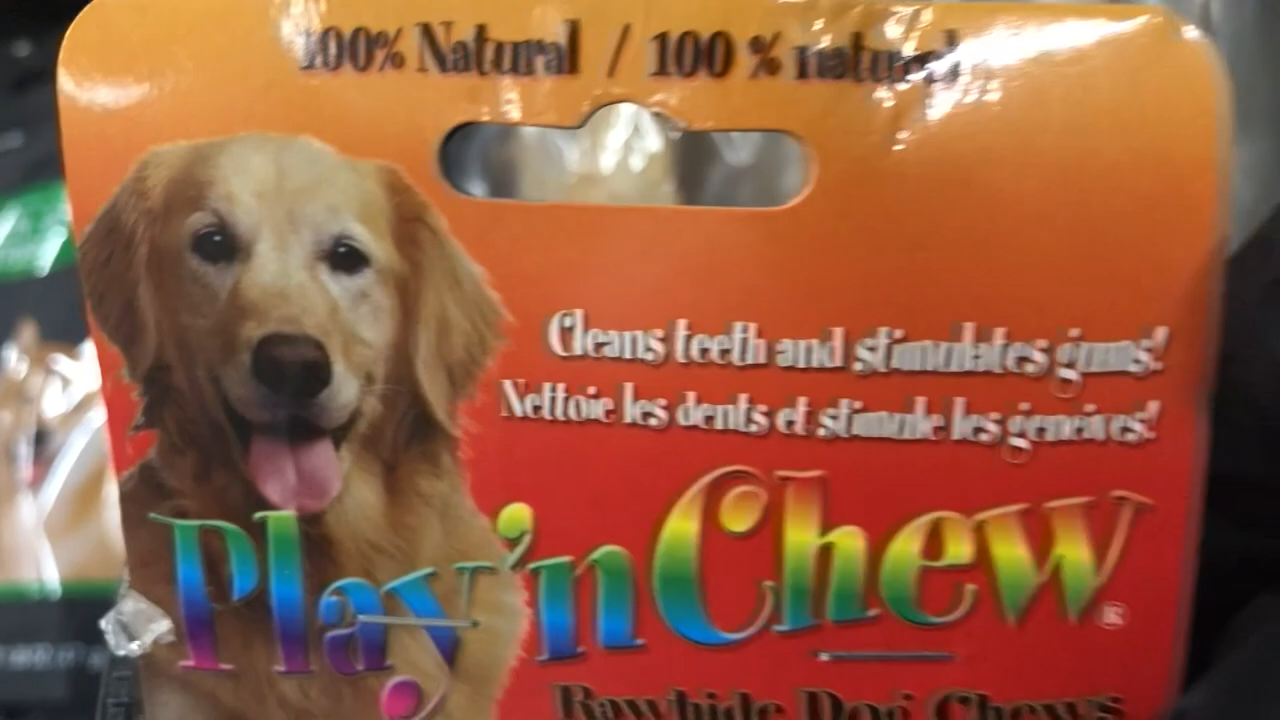 100% Natural / 100 % naturel
Cleans teeth and stimulates gums!
Nettoie les dents et stimule les gencives!
Play'n Chew®
Rawhide Dog Chews